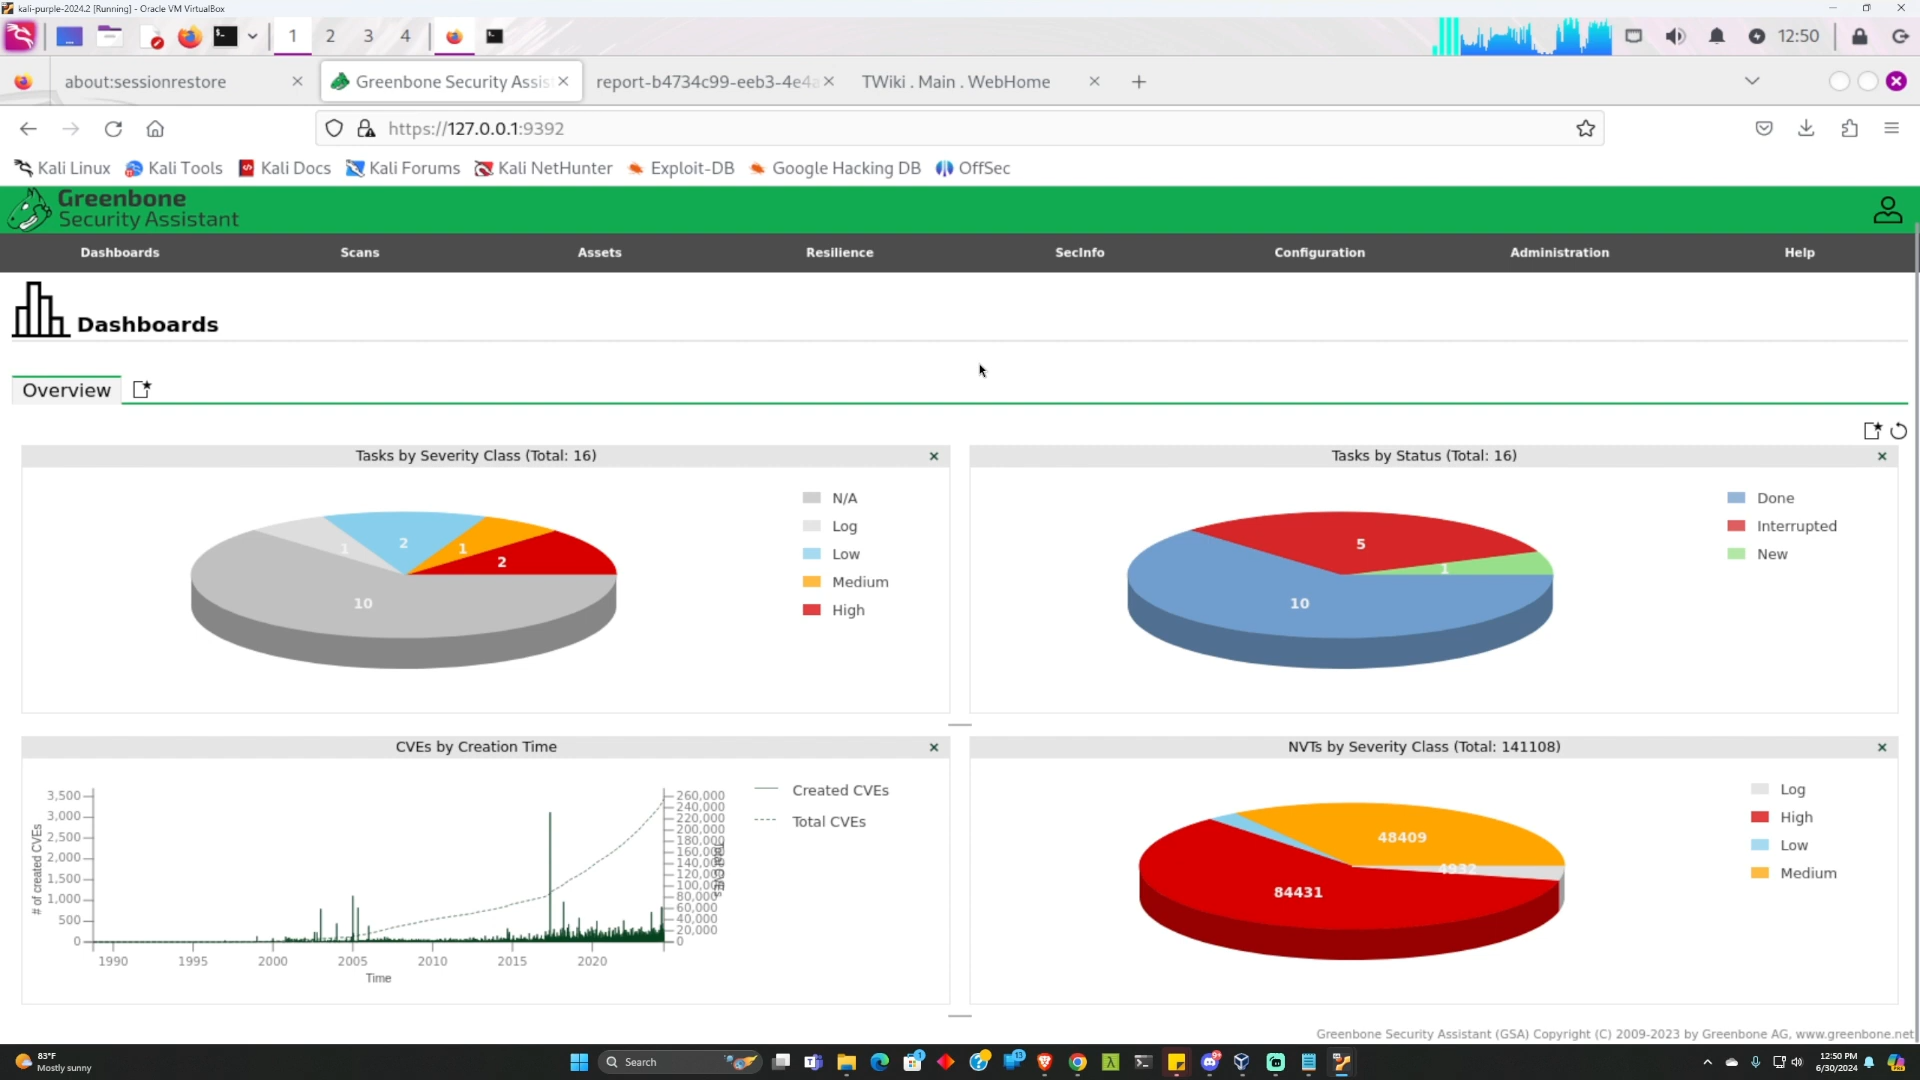 kali-purple-2024.2 [Running] - Oracle VM VirtualBox
1 2 3 4
12:50
about:sessionrestore
Greenbone Security Assis
report-b4734c99-eeb3-4e4a
TWiki . Main . WebHome
https://127.0.0.1:9392
Kali Linux Kali Tools Kali Docs Kali Forums Kali NetHunter Exploit-DB Google Hacking DB OffSec
Greenbone
Security Assistant
Dashboards Scans Assets Resilience SecInfo Configuration Administration Help
Dashboards
Overview
Tasks by Severity Class (Total: 16)
N/A
Log
Low
Medium
High
1
2
1
2
10
Tasks by Status (Total: 16)
Done
Interrupted
New
5
1
10
CVEs by Creation Time
Created CVEs
Total CVEs
# of created CVEs
3,500
3,000
2,500
2,000
1,500
1,000
500
0
260,000
240,000
220,000
200,000
180,000
160,000
140,000
120,000
100,000
80,000
60,000
40,000
20,000
0
1990 1995 2000 2005 2010 2015 2020
Time
NVTs by Severity Class (Total: 141108)
Log
High
Low
Medium
48409
4932
84431
Greenbone Security Assistant (GSA) Copyright (C) 2009-2023 by Greenbone AG, www.greenbone.net
83°F
Mostly sunny
Search
12:50 PM
6/30/2024